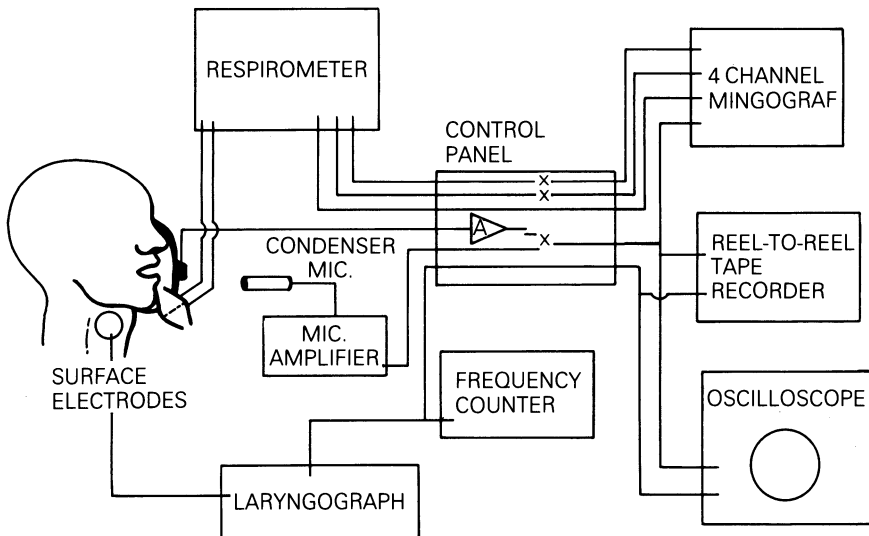 RESPIROMETER
4 CHANNEL
MINGOGRAF
CONTROL
PANEL
X
X
A
X
CONDENSER
MIC.
REEL-TO-REEL
TAPE
RECORDER
MIC.
AMPLIFIER
SURFACE
ELECTRODES
FREQUENCY
COUNTER
OSCILLOSCOPE
LARYNGOGRAPH